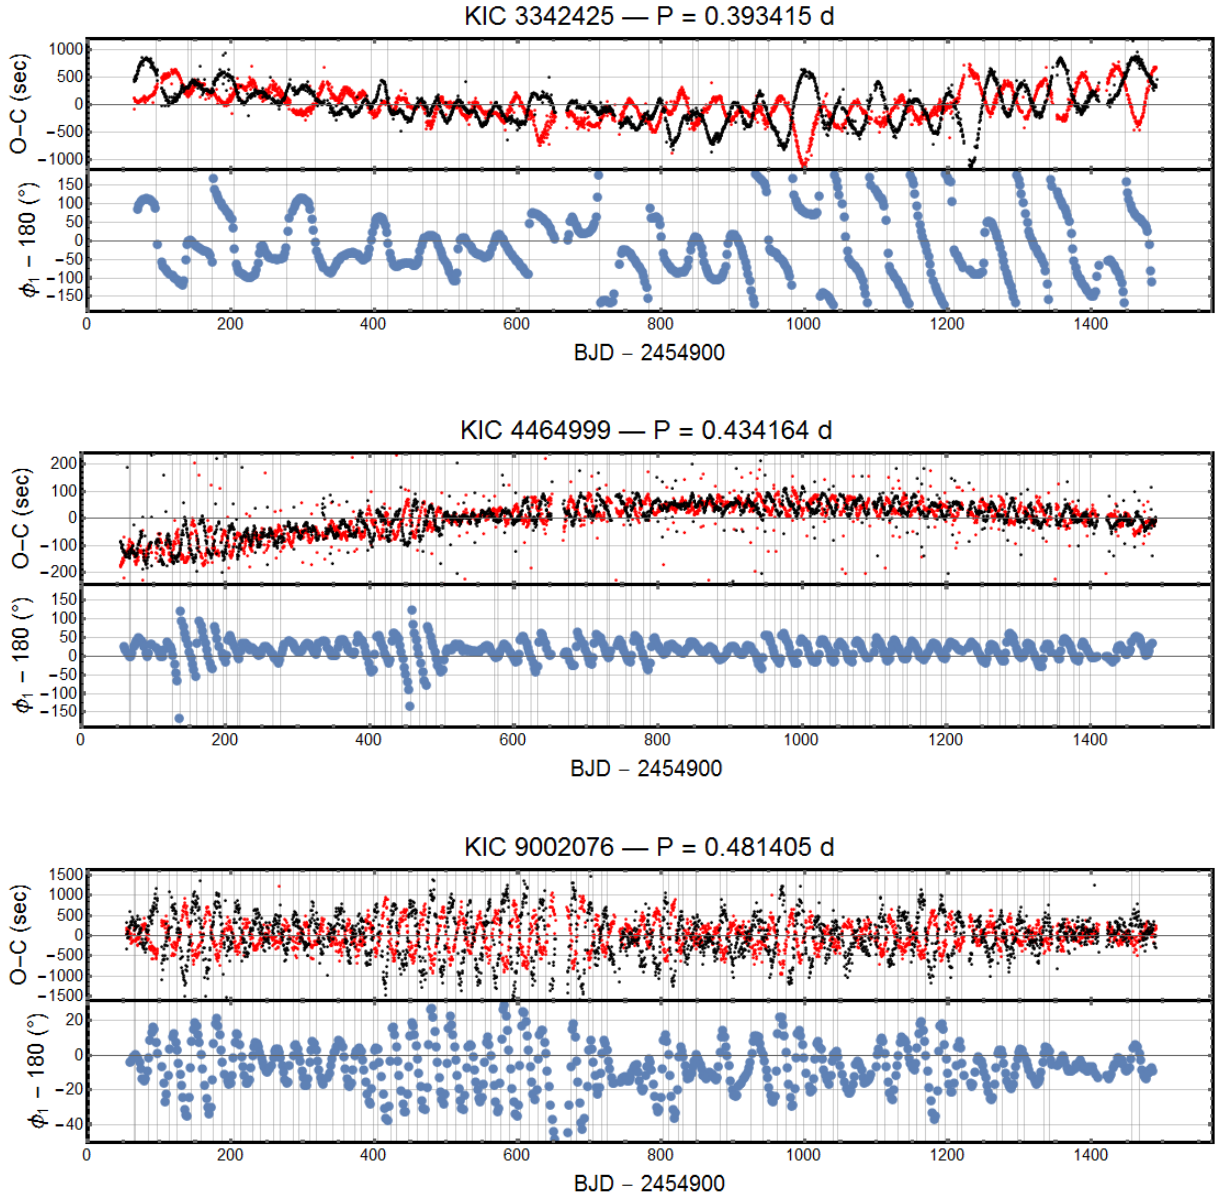 KIC 3342425 — P = 0.393415 d
O−C (sec)
1000
500
0
−500
−1000
ϕ₁ − 180 (°)
150
100
50
0
−50
−100
−150
0 200 400 600 800 1000 1200 1400
BJD − 2454900
KIC 4464999 — P = 0.434164 d
O−C (sec)
200
100
0
−100
−200
ϕ₁ − 180 (°)
150
100
50
0
−50
−100
−150
0 200 400 600 800 1000 1200 1400
BJD − 2454900
KIC 9002076 — P = 0.481405 d
O−C (sec)
1500
1000
500
0
−500
−1000
−1500
ϕ₁ − 180 (°)
20
0
−20
−40
0 200 400 600 800 1000 1200 1400
BJD − 2454900